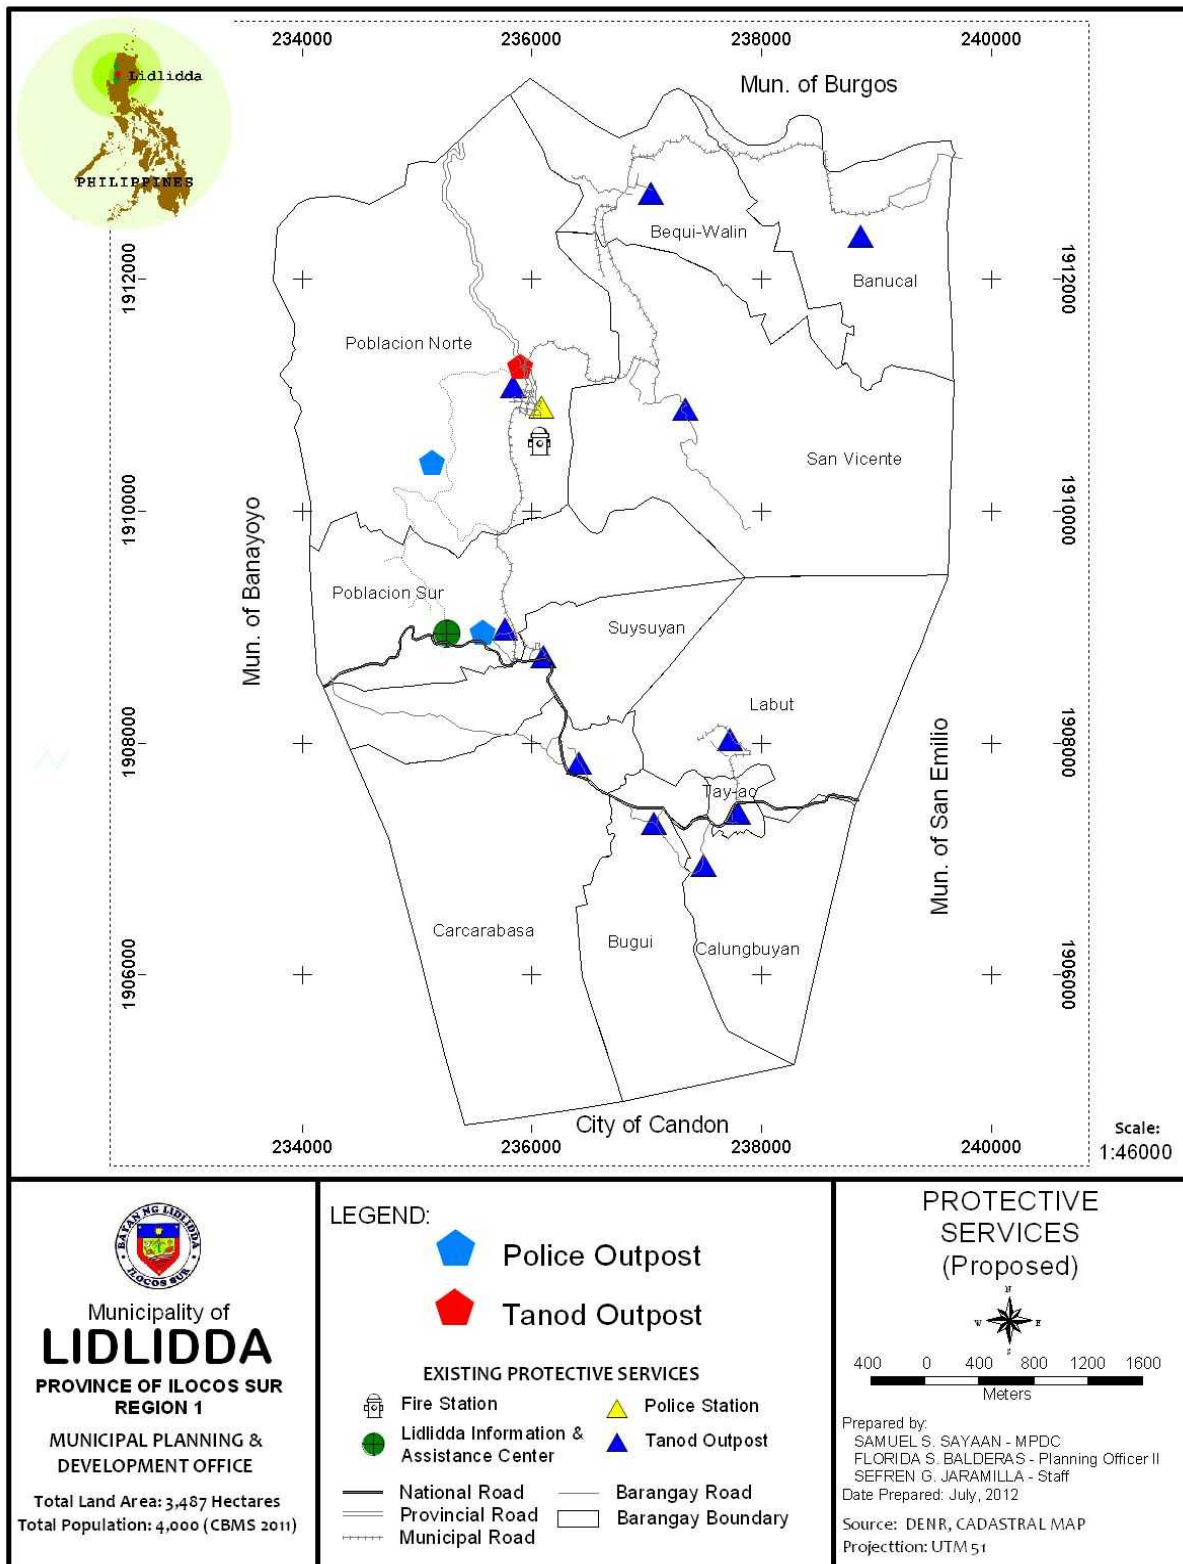 234000 236000 238000 240000
Mun. of Burgos
Lidlidda
PHILIPPINES
Bequi-Walin
1912000
1912000
Banucal
Poblacion Norte
San Vicente
1910000
1910000
Mun. of Banayoyo
Poblacion Sur
Suysuyan
Labut
1908000
1908000
Tay-ac
Mun. of San Emilio
Carcarabasa
Bugui
Calungbuyan
1906000
1906000
City of Candon
234000 236000 238000 240000
Scale:
1:46000
BAYAN NG LIDLIDDA
ILOCOS SUR
Municipality of
LIDLIDDA
PROVINCE OF ILOCOS SUR
REGION 1
MUNICIPAL PLANNING &
DEVELOPMENT OFFICE
Total Land Area: 3,487 Hectares
Total Population: 4,000 (CBMS 2011)
LEGEND:
Police Outpost
Tanod Outpost
EXISTING PROTECTIVE SERVICES
Fire Station
Police Station
Lidlidda Information &
Assistance Center
Tanod Outpost
National Road
Barangay Road
Provincial Road
Barangay Boundary
Municipal Road
PROTECTIVE
SERVICES
(Proposed)
N
W E
S
400 0 400 800 1200 1600
Meters
Prepared by:
SAMUEL S. SAYAAN - MPDC
FLORIDA S. BALDERAS - Planning Officer II
SEFREN G. JARAMILLA - Staff
Date Prepared: July, 2012
Source: DENR, CADASTRAL MAP
Projecttion: UTM 51